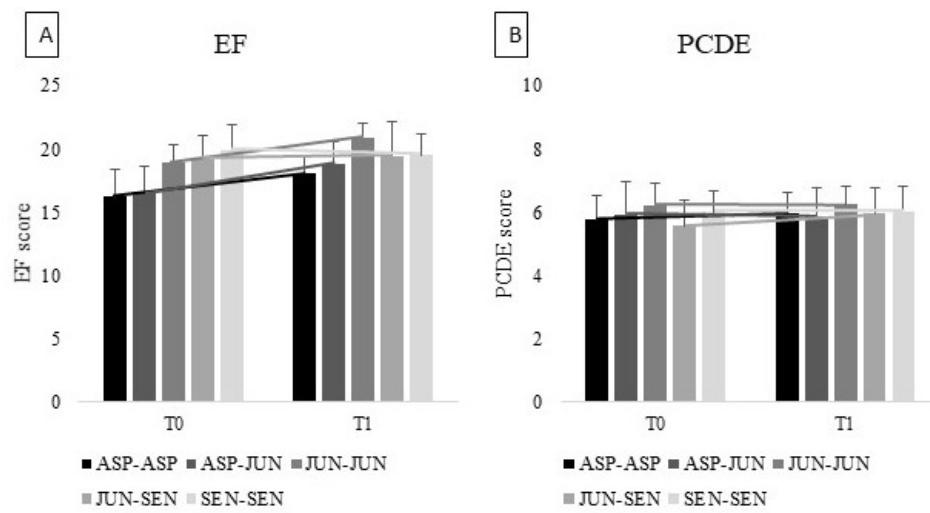 A
EF
25
20
15
10
5
0
EF score
T0
T1
ASP-ASP ASP-JUN JUN-JUN
JUN-SEN SEN-SEN
B
PCDE
10
8
6
4
2
0
PCDE score
T0
T1
ASP-ASP ASP-JUN JUN-JUN
JUN-SEN SEN-SEN